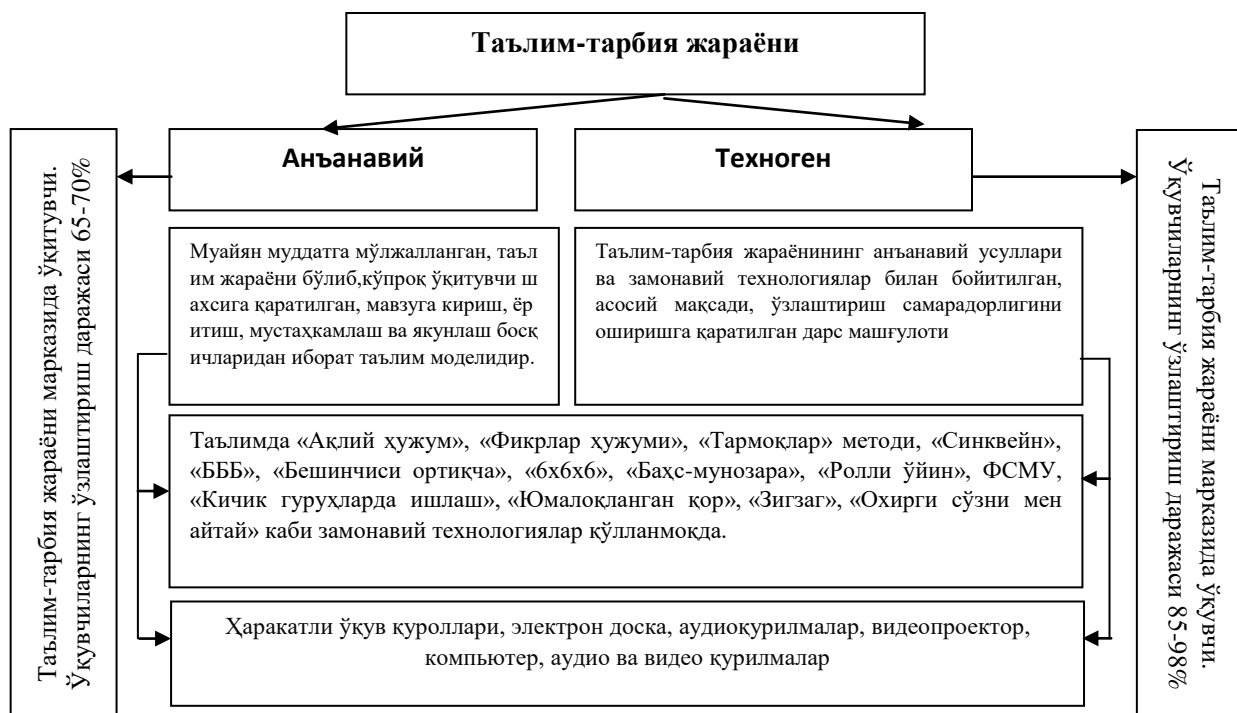 Таълим-тарбия жараёни
Анъанавий
Техноген
Таълим-тарбия жараёни марказида ўқитувчи.
Ўқувчиларнинг ўзлаштириш даражаси 65-70%
Муайян муддатга мўлжалланган, таъл
им жараёни бўлиб,кўпроқ ўқитувчи ш
ахсига қаратилган, мавзуга кириш, ёр
итиш, мустаҳкамлаш ва якунлаш босқ
ичларидан иборат таълим моделидир.
Таълим-тарбия жараёнининг анъанавий усуллари
ва замонавий технологиялар билан бойитилган,
асосий мақсади, ўзлаштириш самарадорлигини
оширишга қаратилган дарс машғулоти
Таълим-тарбия жараёни марказида ўкувчи.
Ўқувчиларнинг ўзлаштириш даражаси 85-98%
Таълимда «Ақлий ҳужум», «Фикрлар ҳужуми», «Тармоқлар» методи, «Синквейн»,
«БББ», «Бешинчиси ортиқча», «6х6х6», «Баҳс-мунозара», «Ролли ўйин», ФСМУ,
«Кичик гуруҳларда ишлаш», «Юмалоқланган қор», «Зигзаг», «Охирги сўзни мен
айтай» каби замонавий технологиялар қўлланмоқда.
Ҳаракатли ўқув қуроллари, электрон доска, аудиоқурилмалар, видеопроектор,
компьютер, аудио ва видео қурилмалар